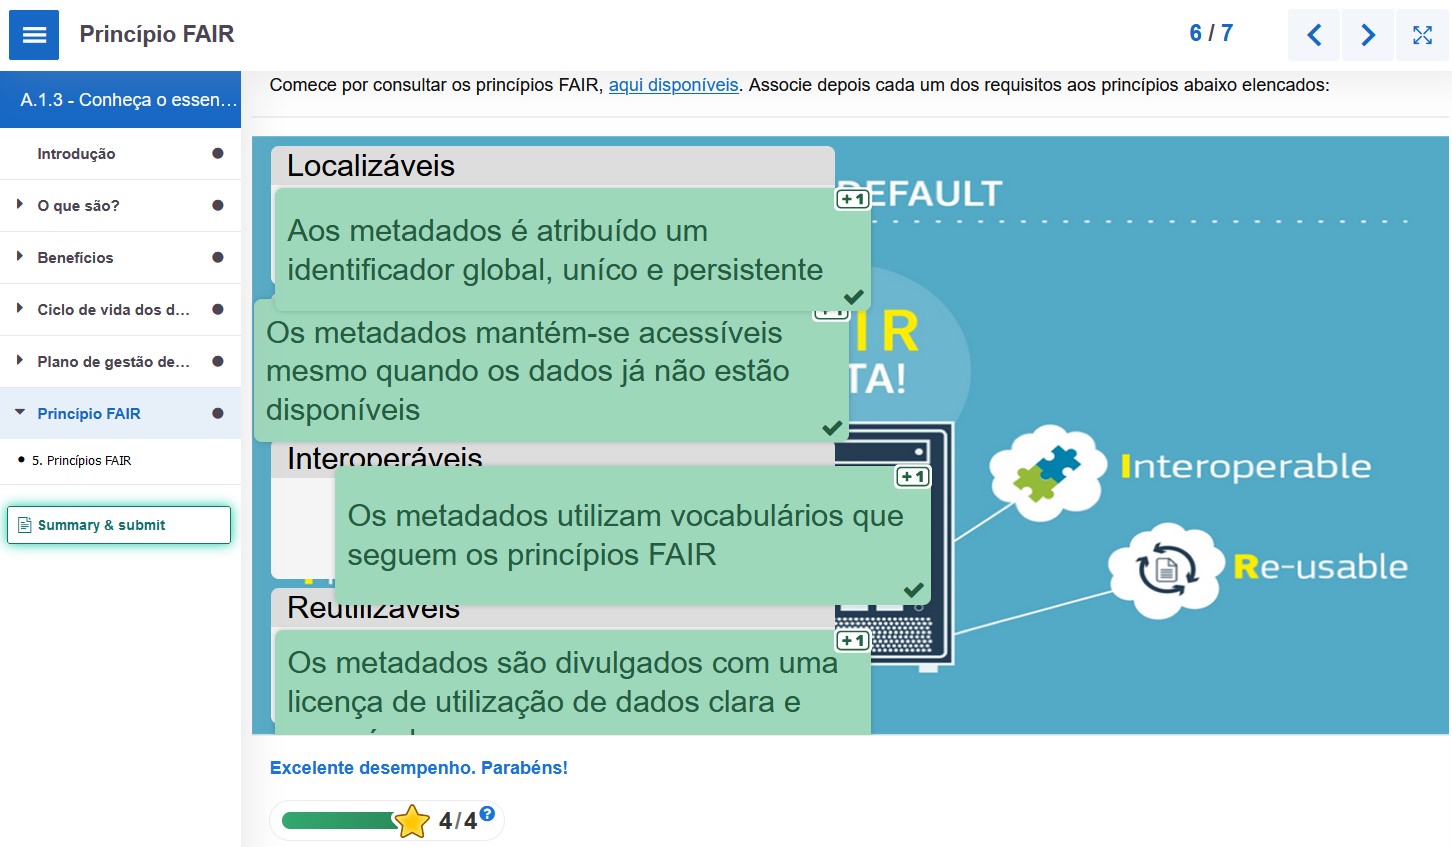 Princípio FAIR
6 / 7
A.1.3 - Conheça o essen...
Introdução
O que são?
Benefícios
Ciclo de vida dos d...
Plano de gestão de...
Princípio FAIR
5. Princípios FAIR
Summary & submit
Comece por consultar os princípios FAIR, aqui disponíveis. Associe depois cada um dos requisitos aos princípios abaixo elencados:
Localizáveis
DEFAULT
+1
Aos metadados é atribuído um
identificador global, uníco e persistente
+1
Os metadados mantém-se acessíveis
mesmo quando os dados já não estão
disponíveis
IR
TA!
Interoperáveis
+1
Os metadados utilizam vocabulários que
seguem os princípios FAIR
Interoperable
Re-usable
Reutilizáveis
+1
Os metadados são divulgados com uma
licença de utilização de dados clara e
Excelente desempenho. Parabéns!
4/4
?